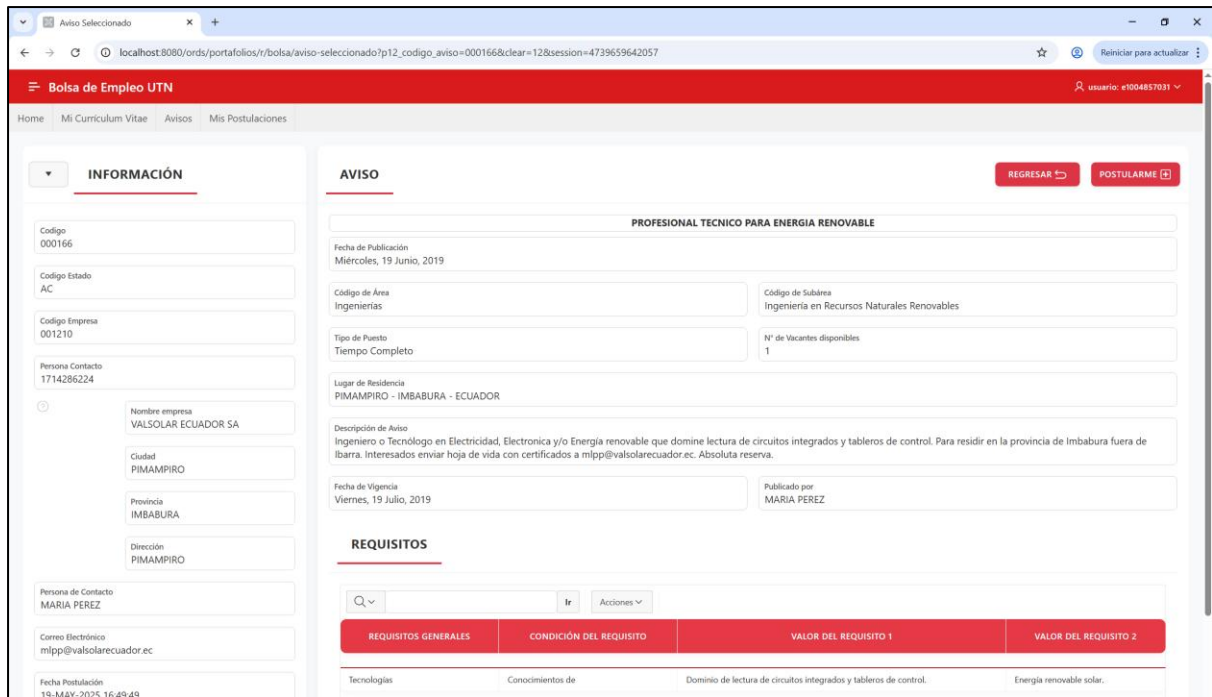 Aviso Seleccionado
localhost:8080/ords/portafolios/r/bolsa/aviso-seleccionado?p12_codigo_aviso=000166&clear=12&session=4739659642057
Reiniciar para actualizar
Bolsa de Empleo UTN
usuario: e1004857031
Home Mi Curriculum Vitae Avisos Mis Postulaciones
INFORMACIÓN
Codigo
000166
Codigo Estado
AC
Codigo Empresa
001210
Persona Contacto
1714286224
Nombre empresa
VALSOLAR ECUADOR SA
Ciudad
PIMAMPIRO
Provincia
IMBABURA
Dirección
PIMAMPIRO
Persona de Contacto
MARIA PEREZ
Correo Electrónico
mlpp@valsolarecuador.ec
Fecha Postulación
19-MAY-2025 16:49:49
AVISO
REGRESAR
POSTULARME
PROFESIONAL TECNICO PARA ENERGIA RENOVABLE
Fecha de Publicación
Miércoles, 19 Junio, 2019
Código de Área
Ingenierías
Código de Subárea
Ingeniería en Recursos Naturales Renovables
Tipo de Puesto
Tiempo Completo
N° de Vacantes disponibles
1
Lugar de Residencia
PIMAMPIRO - IMBABURA - ECUADOR
Descripción de Aviso
Ingeniero o Tecnólogo en Electricidad, Electronica y/o Energía renovable que domine lectura de circuitos integrados y tableros de control. Para residir en la provincia de Imbabura fuera de
Ibarra. Interesados enviar hoja de vida con certificados a mlpp@valsolarecuador.ec. Absoluta reserva.
Fecha de Vigencia
Viernes, 19 Julio, 2019
Publicado por
MARIA PEREZ
REQUISITOS
Ir
Acciones
REQUISITOS GENERALES CONDICIÓN DEL REQUISITO VALOR DEL REQUISITO 1 VALOR DEL REQUISITO 2
Tecnologías Conocimientos de Dominio de lectura de circuitos integrados y tableros de control. Energía renovable solar.